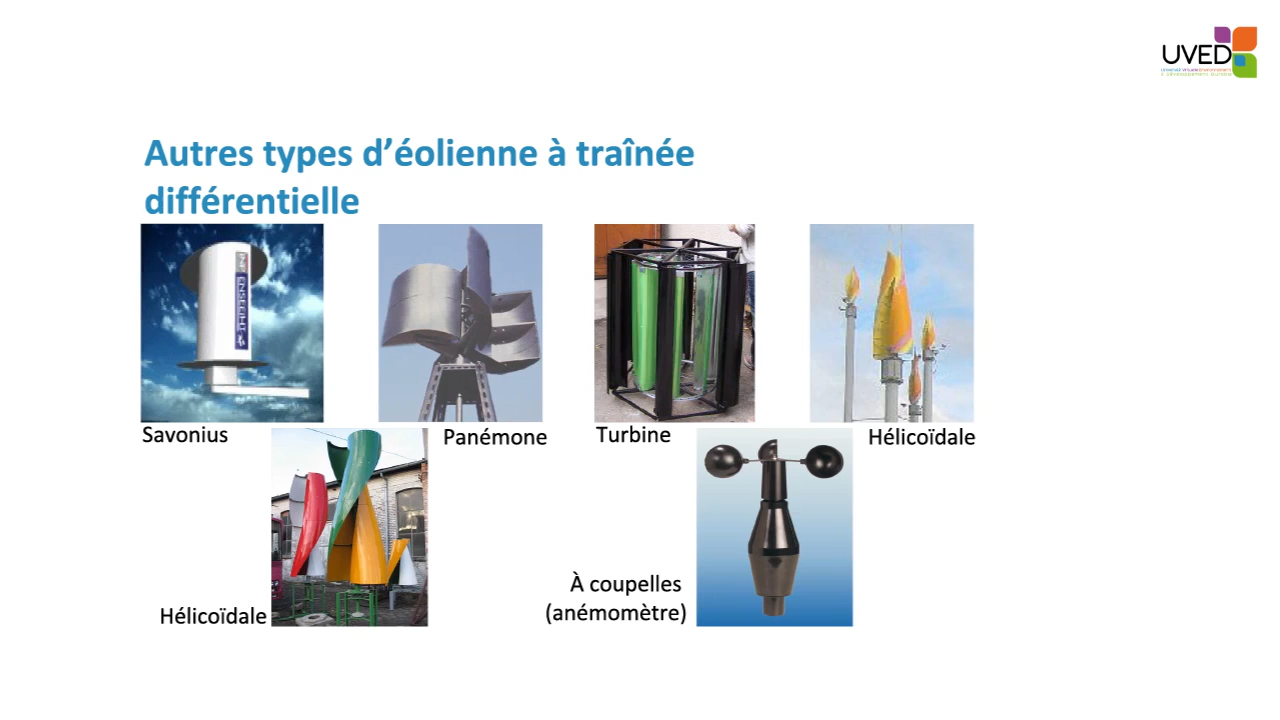 UVED
Autres types d’éolienne à traînée
différentielle
Savonius
Panémone
Turbine
Hélicoïdale
Hélicoïdale
À coupelles
(anémomètre)